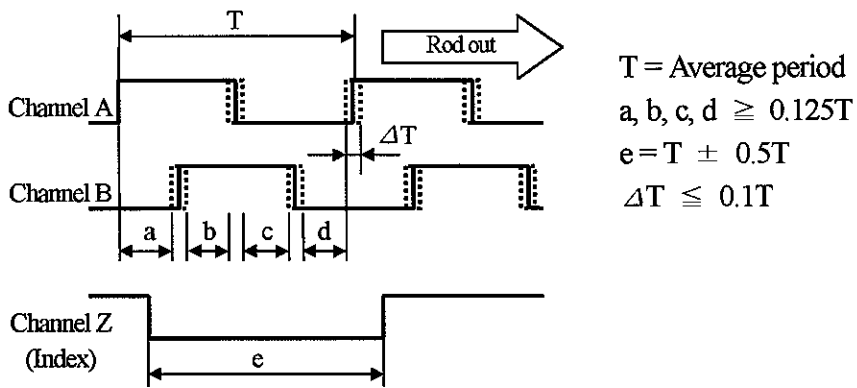 T
Rod out
Channel A
ΔT
Channel B
a b c d
Channel Z
(Index)
e
T = Average period
a, b, c, d ≧ 0.125T
e = T ± 0.5T
ΔT ≦ 0.1T